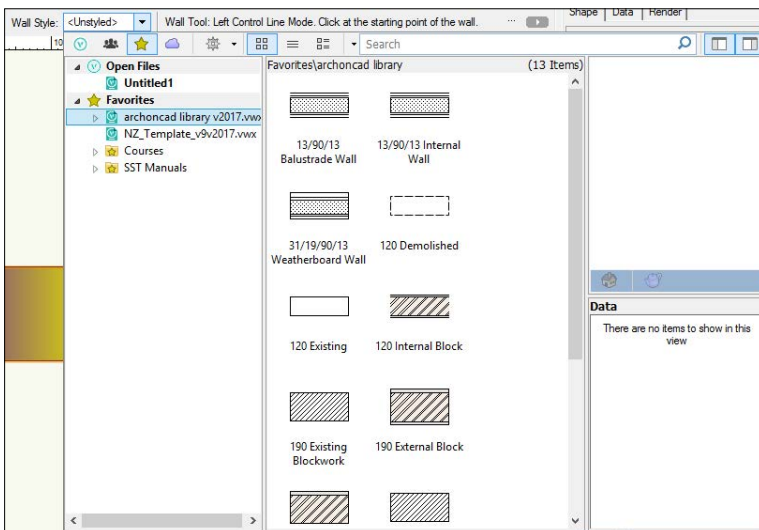 Shape Data Render
Wall Style: <Unstyled> Wall Tool: Left Control Line Mode. Click at the starting point of the wall. ...
10
Search
Open Files
Untitled1
Favorites
archoncad library v2017.vwx
NZ_Template_v9v2017.vwx
Courses
SST Manuals
Favorites\archoncad library (13 Items)
13/90/13
Balustrade Wall
13/90/13 Internal
Wall
31/19/90/13
Weatherboard Wall
120 Demolished
120 Existing
120 Internal Block
190 Existing
Blockwork
190 External Block
Data
There are no items to show in this
view